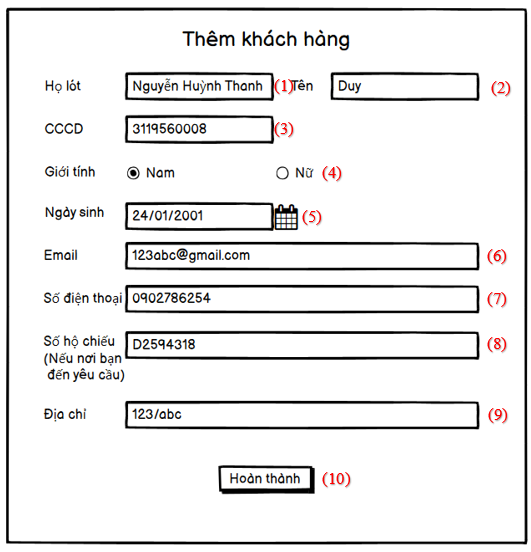 Thêm khách hàng
Họ lót Nguyễn Huỳnh Thanh (1) Tên Duy (2)
CCCD 3119560008 (3)
Giới tính Nam Nữ (4)
Ngày sinh 24/01/2001 (5)
Email 123abc@gmail.com (6)
Số điện thoại 0902786254 (7)
Số hộ chiếu D2594318 (8)
(Nếu nơi bạn
đến yêu cầu)
Địa chỉ 123/abc (9)
Hoàn thành (10)